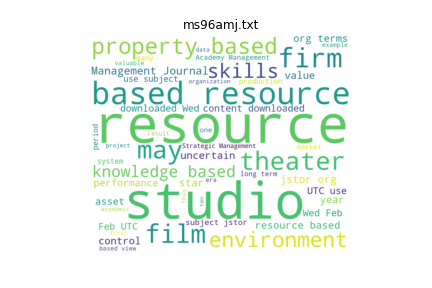 ms96amj.txt
property based
firm
org terms
data
example
valuable
many
Academy Management
Management Journal
skills
value
use subject
organization
production
based resource
downloaded Wed
content downloaded
resource
period
project
result
one
Strategic Management
market
may
uncertain
theater
system
era
long term
knowledge based
jstor org
performance
star
UTC use
asset
studio
year
economic
two
Wed Feb
Feb UTC
film
subject jstor
resource based
first
control
environment
based view